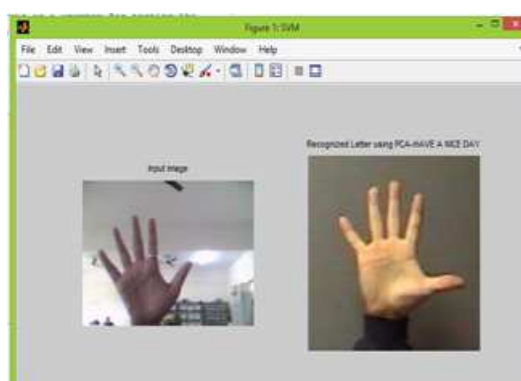 Figure 1: SVM
File Edit View Insert Tools Desktop Window Help
Recognized Letter using PCA-HAVE A NICE DAY
Input Image